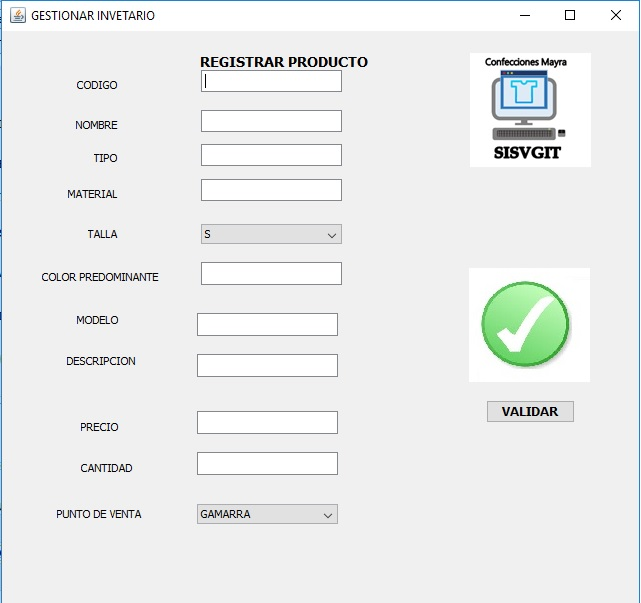 GESTIONAR INVETARIO
REGISTRAR PRODUCTO
Confecciones Mayra
SISVGIT
CODIGO
NOMBRE
TIPO
MATERIAL
TALLA S
COLOR PREDOMINANTE
MODELO
DESCRIPCION
VALIDAR
PRECIO
CANTIDAD
PUNTO DE VENTA GAMARRA